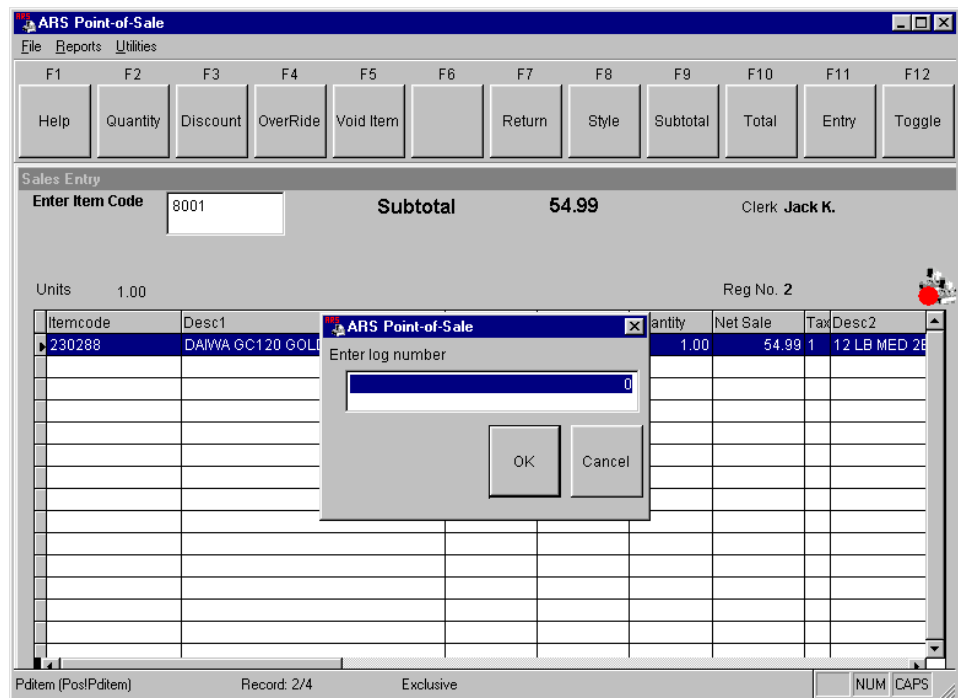 ARS Point-of-Sale
File Reports Utilities
F1 F2 F3 F4 F5 F6 F7 F8 F9 F10 F11 F12
Help Quantity Discount OverRide Void Item Return Style Subtotal Total Entry Toggle
Sales Entry
Enter Item Code 8001 Subtotal 54.99 Clerk Jack K.
Units 1.00 Reg No. 2
Itemcode Desc1 antity Net Sale Tax Desc2
230288 DAIWA GC120 GOLD 1.00 54.99 1 12 LB MED 2B
ARS Point-of-Sale
Enter log number
0
OK Cancel
Pditem (Pos!Pditem) Record: 2/4 Exclusive NUM CAPS